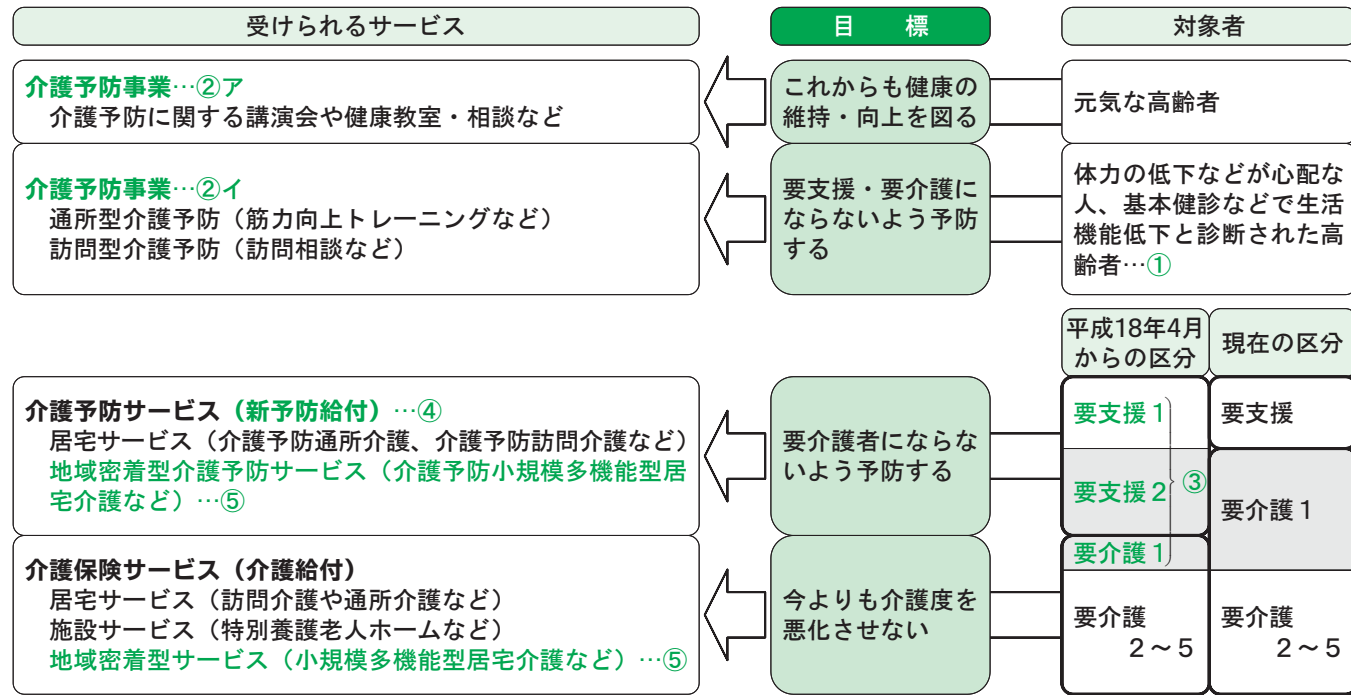 受けられるサービス
目　標
対象者
介護予防事業…②ア
介護予防に関する講演会や健康教室・相談など
これからも健康の
維持・向上を図る
元気な高齢者
介護予防事業…②イ
通所型介護予防（筋力向上トレーニングなど）
訪問型介護予防（訪問相談など）
要支援・要介護に
ならないよう予防
する
体力の低下などが心配な
人、基本健診などで生活
機能低下と診断された高
齢者…①
平成18年4月
からの区分
現在の区分
介護予防サービス（新予防給付）…④
居宅サービス（介護予防通所介護、介護予防訪問介護など）
地域密着型介護予防サービス（介護予防小規模多機能型居
宅介護など）…⑤
要介護者にならな
いよう予防する
要支援1
要支援2
要介護1
③
要支援
要介護1
介護保険サービス（介護給付）
居宅サービス（訪問介護や通所介護など）
施設サービス（特別養護老人ホームなど）
地域密着型サービス（小規模多機能型居宅介護など）…⑤
今よりも介護度を
悪化させない
要介護
2～5
要介護
2～5